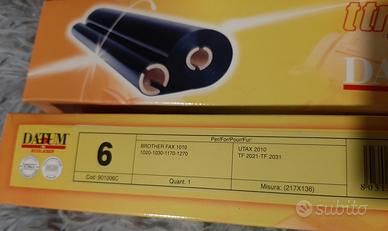 DATUM
6
Cod: 901006C
Per/For/Pour/Fur:
BROTHER FAX 1010
1020-1030-1170-1270
UTAX 2010
TF 2021-TF 2031
Quant. 1
Misura: (217X136)
subito